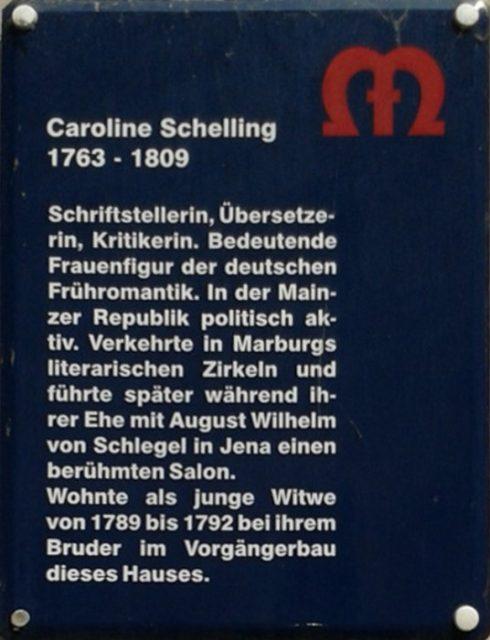 Caroline Schelling
1763 - 1809
Schriftstellerin, Übersetze-
rin, Kritikerin. Bedeutende
Frauenfigur der deutschen
Frühromantik. In der Main-
zer Republik politisch ak-
tiv. Verkehrte in Marburgs
literarischen Zirkeln und
führte später während ih-
rer Ehe mit August Wilhelm
von Schlegel in Jena einen
berühmten Salon.
Wohnte als junge Witwe
von 1789 bis 1792 bei ihrem
Bruder im Vorgängerbau
dieses Hauses.